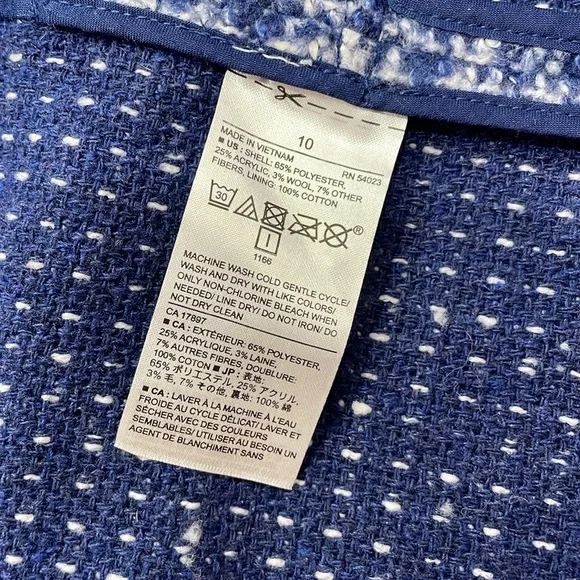 10
MADE IN VIETNAM RN 54023
■ US : SHELL: 65% POLYESTER,
25% ACRYLIC, 3% WOOL, 7% OTHER
FIBERS, LINING: 100% COTTON
30 ®
I
1166
MACHINE WASH COLD GENTLE CYCLE/
WASH AND DRY WITH LIKE COLORS/
ONLY NON-CHLORINE BLEACH WHEN
NEEDED/ LINE DRY/ DO NOT IRON/ DO
NOT DRY CLEAN
CA 17897
■ CA : EXTÉRIEUR: 65% POLYESTER,
25% ACRYLIQUE, 3% LAINE,
7% AUTRES FIBRES, DOUBLURE:
100% COTON ■ JP : 表地:
65% ポリエステル, 25% アクリル,
3% 毛, 7% その他, 裏地: 100% 綿
■ CA : LAVER À LA MACHINE À L'EAU
FROIDE AU CYCLE DÉLICAT/ LAVER ET
SÉCHER AVEC DES COULEURS
SEMBLABLES/ UTILISER AU BESOIN UN
AGENT DE BLANCHIMENT SANS